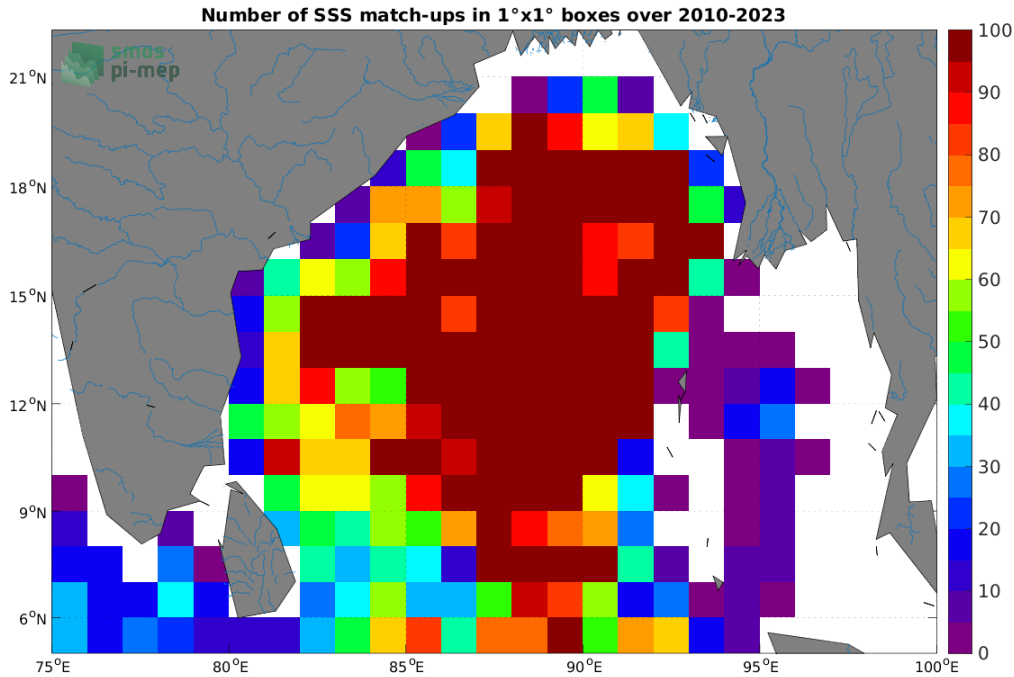 Number of SSS match-ups in 1°x1° boxes over 2010-2023
smos
pi-mep
21°N
18°N
15°N
12°N
9°N
6°N
75°E
80°E
85°E
90°E
95°E
100°E
100
90
80
70
60
50
40
30
20
10
0